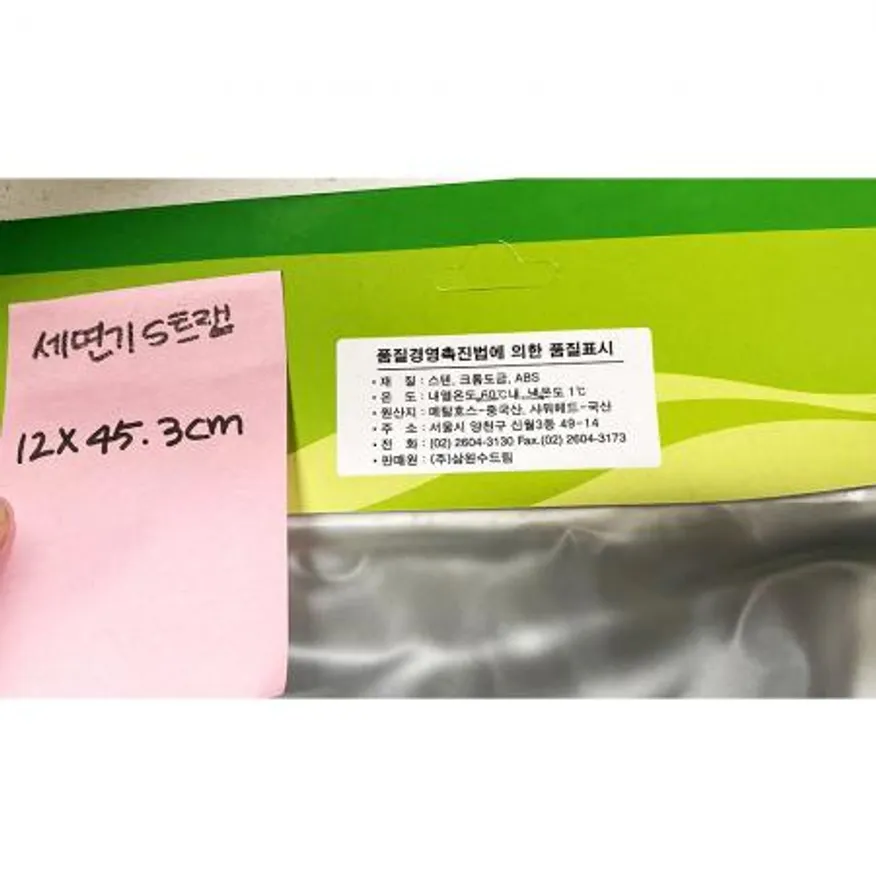 세면기 S트랩
12X45.3cm
품질경영촉진법에 의한 품질표시
• 재 질 : 스텐, 크롬도금, ABS
• 온 도 : 내열온도 60℃내, 냉온도 1℃
• 원산지 : 메탈호스-중국산, 샤워헤드-국산
• 주 소 : 서울시 양천구 신월3동 49-14
• 전 화 : (02) 2604-3130 Fax.(02) 2604-3173
• 판매원 : (주)삼원수드림